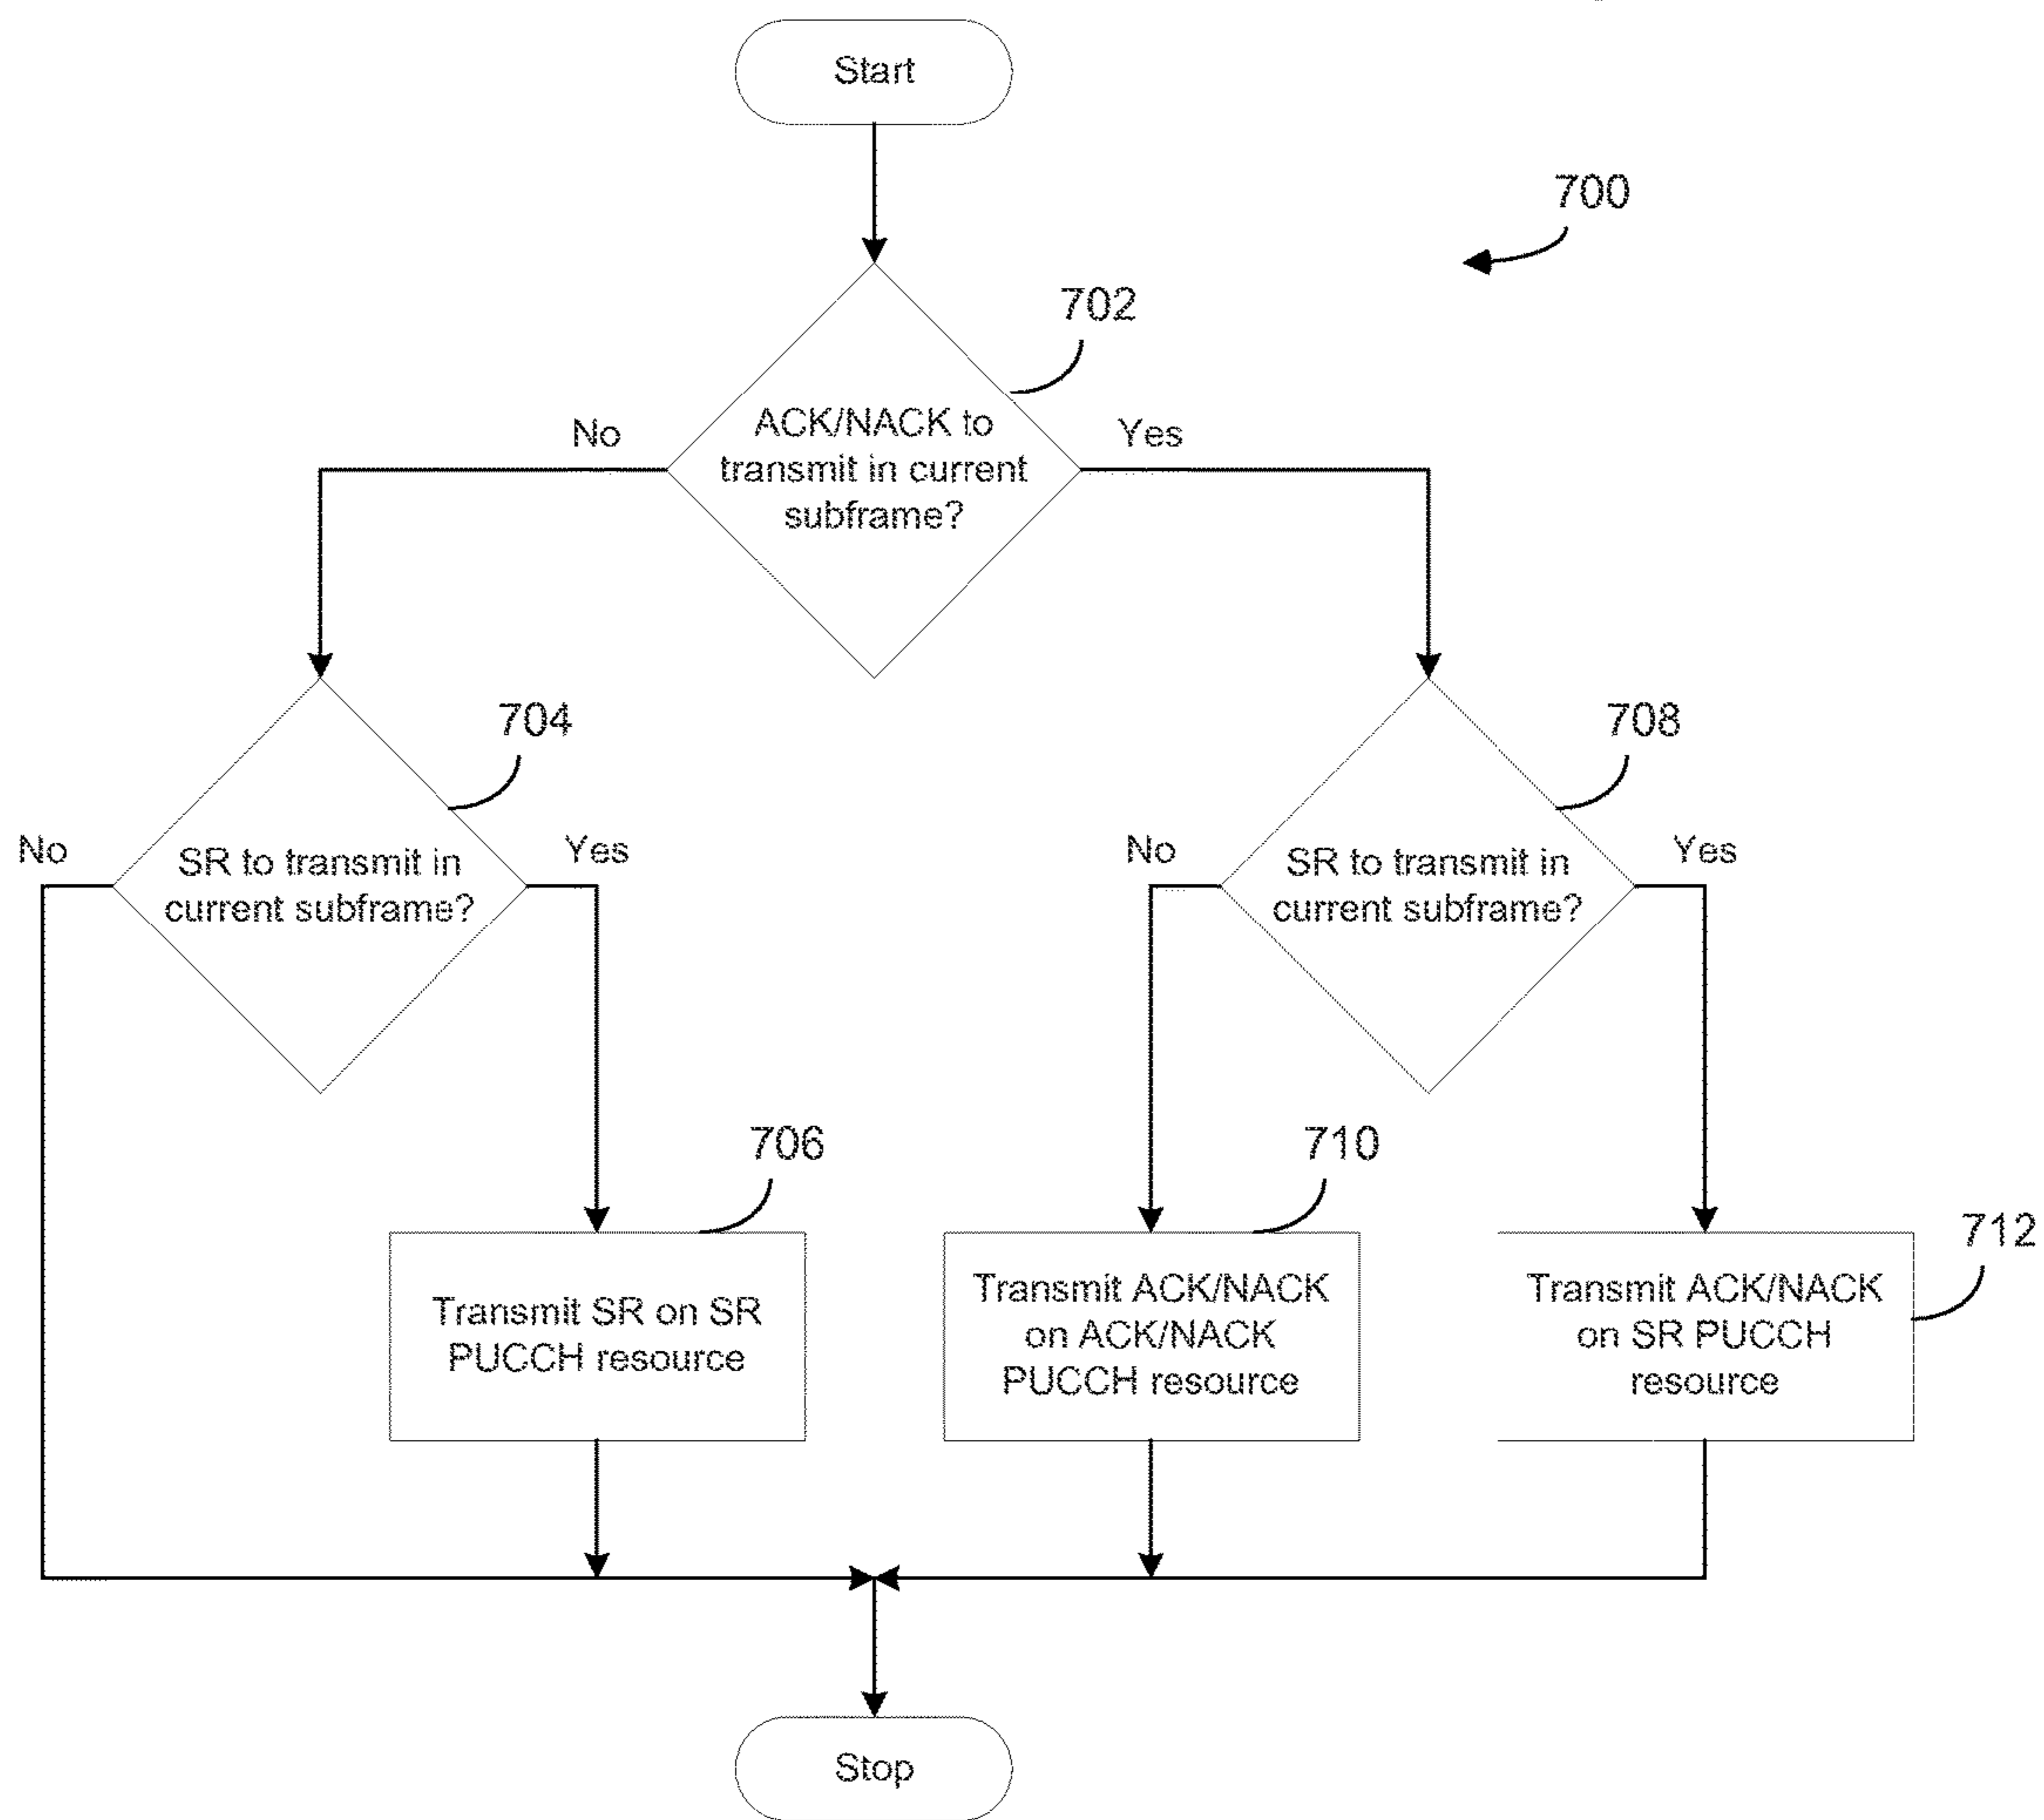 Start
700
702
No
ACK/NACK to
transmit in current
subframe?
Yes
704
708
No
SR to transmit in
current subframe?
Yes
No
SR to transmit in
current subframe?
Yes
706
710
712
Transmit SR on SR
PUCCH resource
Transmit ACK/NACK
on ACK/NACK
PUCCH resource
Transmit ACK/NACK
on SR PUCCH
resource
Stop